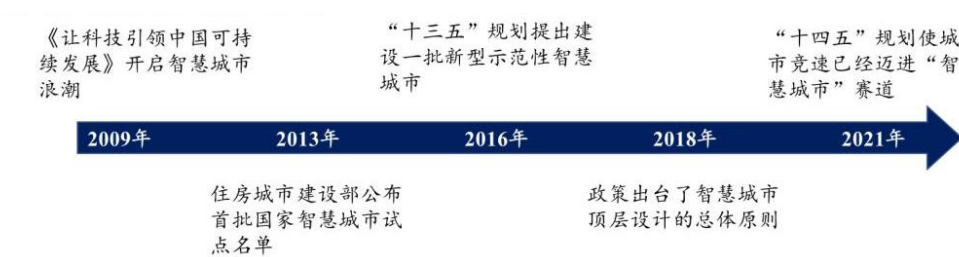 《让科技引领中国可持
续发展》开启智慧城市
浪潮
“十三五”规划提出建
设一批新型示范性智慧
城市
“十四五”规划使城
市竞速已经迈进“智
慧城市”赛道
2009年
2013年
2016年
2018年
2021年
住房城市建设部公布
首批国家智慧城市试
点名单
政策出台了智慧城市
顶层设计的总体原则